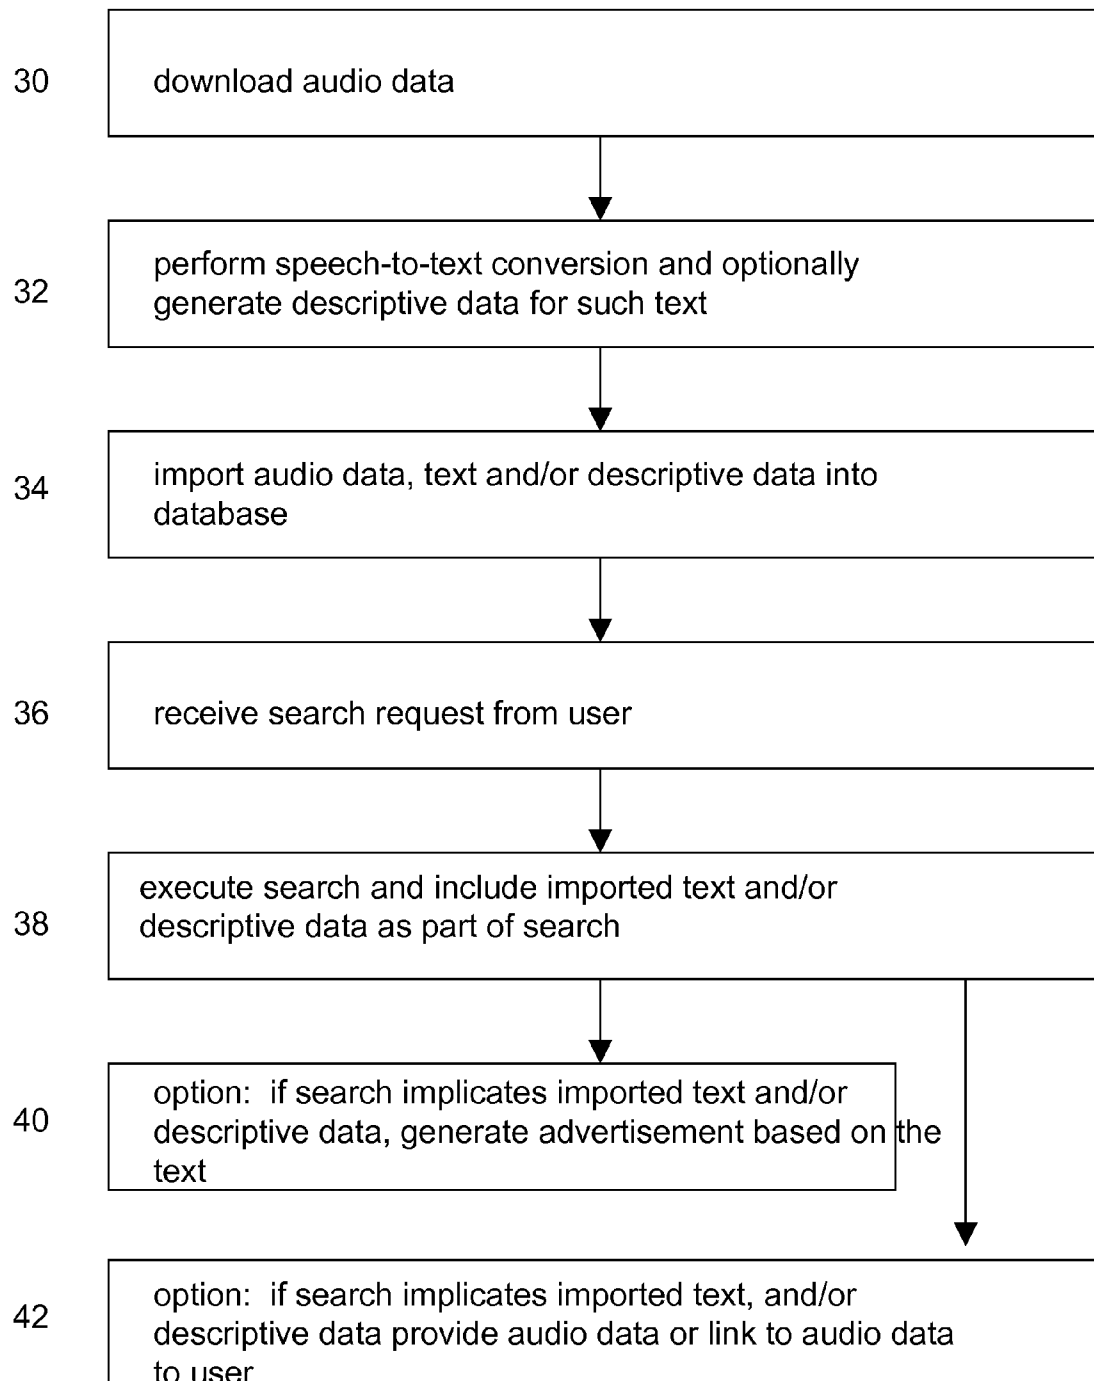 30
download audio data
32
perform speech-to-text conversion and optionally
generate descriptive data for such text
34
import audio data, text and/or descriptive data into
database
36
receive search request from user
38
execute search and include imported text and/or
descriptive data as part of search
40
option:  if search implicates imported text and/or
descriptive data, generate advertisement based on the
text
42
option:  if search implicates imported text, and/or
descriptive data provide audio data or link to audio data
to user